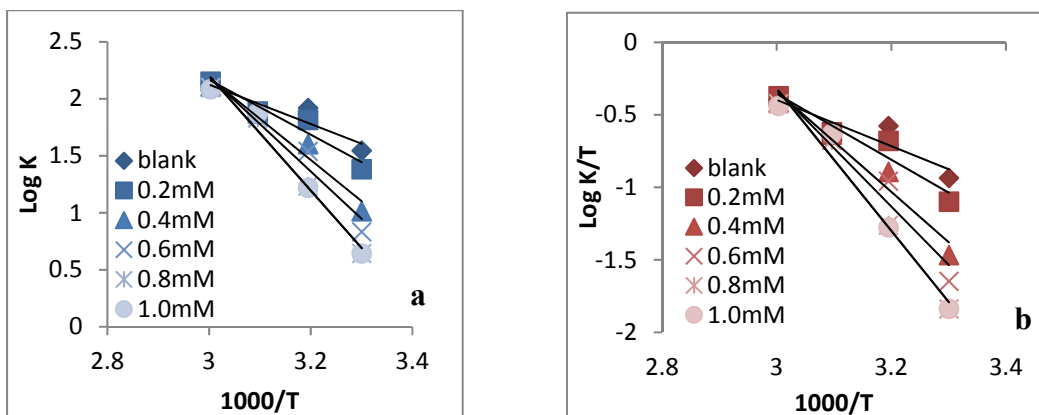 2.5
2
1.5
1
0.5
0
Log K
blank
0.2mM
0.4mM
0.6mM
0.8mM
1.0mM
a
2.8 3 3.2 3.4
1000/T
0
-0.5
-1
-1.5
-2
Log K/T
blank
0.2mM
0.4mM
0.6mM
0.8mM
1.0mM
b
2.8 3 3.2 3.4
1000/T